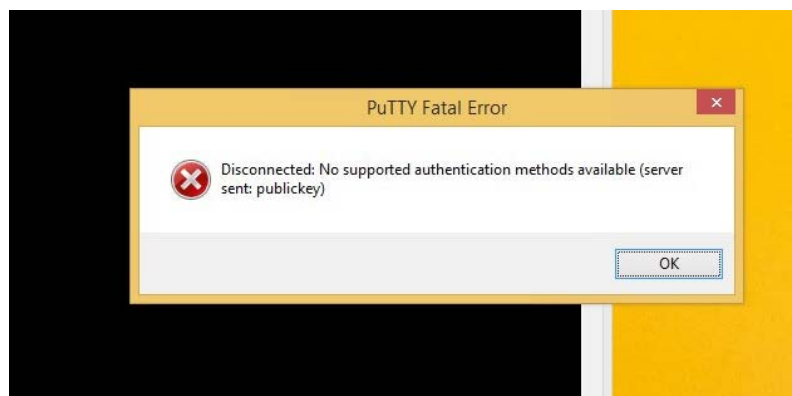 PuTTY Fatal Error
Disconnected: No supported authentication methods available (server
sent: publickey)
OK